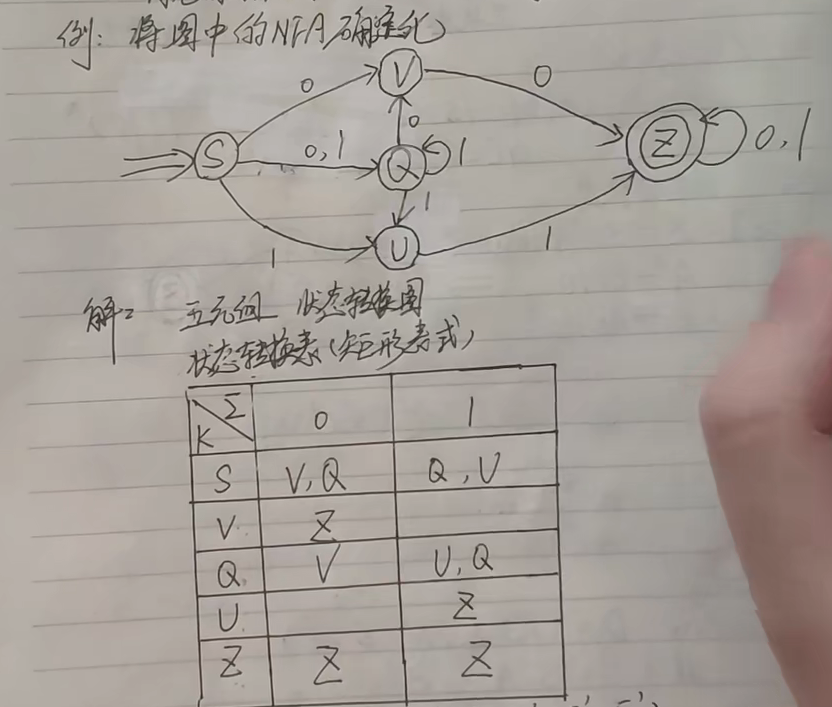 例: 将图中的NFA确定化
0 V 0
0
S 0,1 Q 1 Z 0,1
1
1 U 1
解: 五元组 状态转换图
状态转换表(矩形表式)
K Σ 0 1
S V,Q Q,U
V Z
Q V U,Q
U Z
Z Z Z